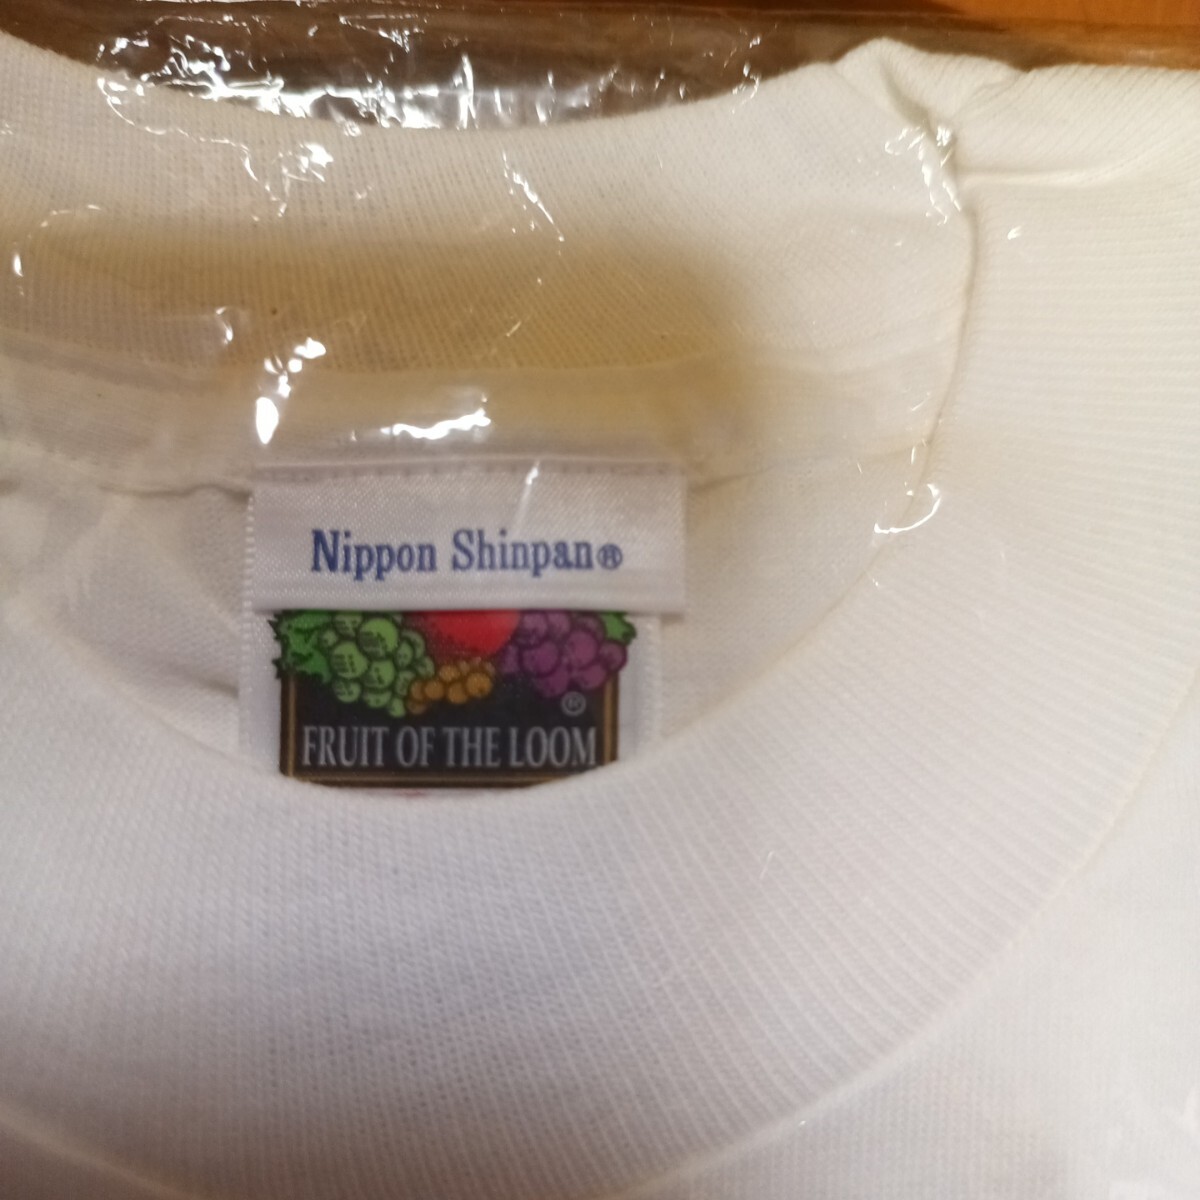 Nippon Shinpan®
®
FRUIT OF THE LOOM